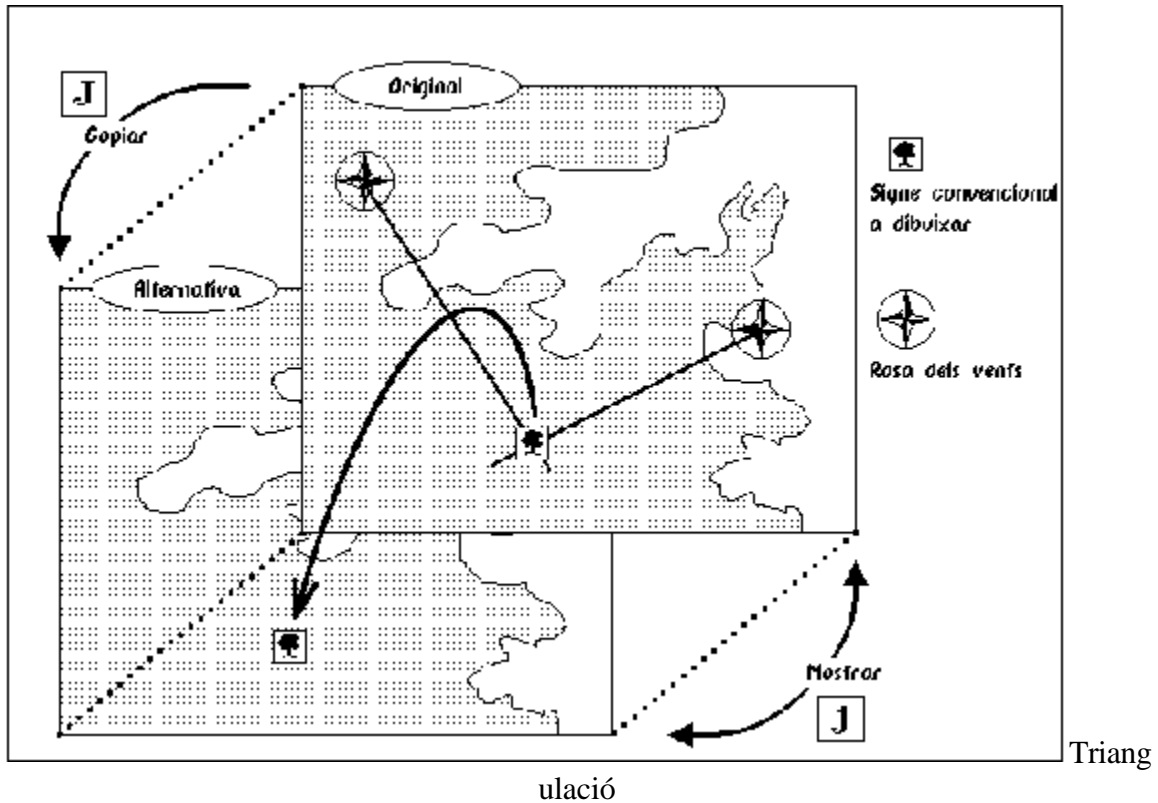 Original
J
Copiar
Signe convencional
a dibuixar
Alternativa
Rosa dels vents
Mostrar
J
Triang
ulació